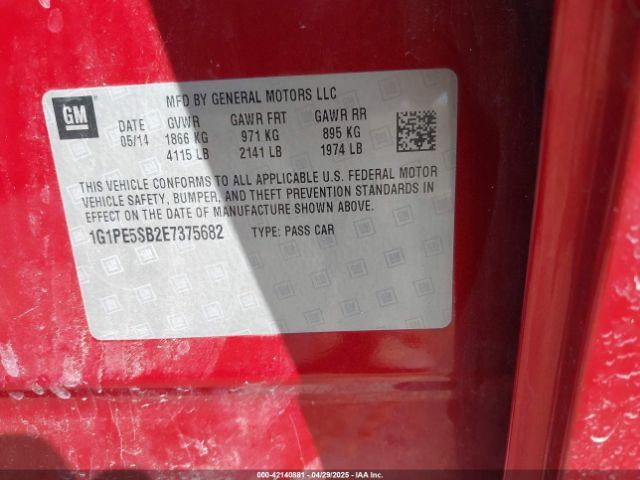 GM
MFD BY GENERAL MOTORS LLC
DATE GVWR GAWR FRT GAWR RR
05/14 1866 KG 971 KG 895 KG
4115 LB 2141 LB 1974 LB
THIS VEHICLE CONFORMS TO ALL APPLICABLE U.S. FEDERAL MOTOR
VEHICLE SAFETY, BUMPER, AND THEFT PREVENTION STANDARDS IN
EFFECT ON THE DATE OF MANUFACTURE SHOWN ABOVE.
1G1PE5SB2E7375682 TYPE: PASS CAR
000-42140881 - 04/29/2025 - IAA Inc.